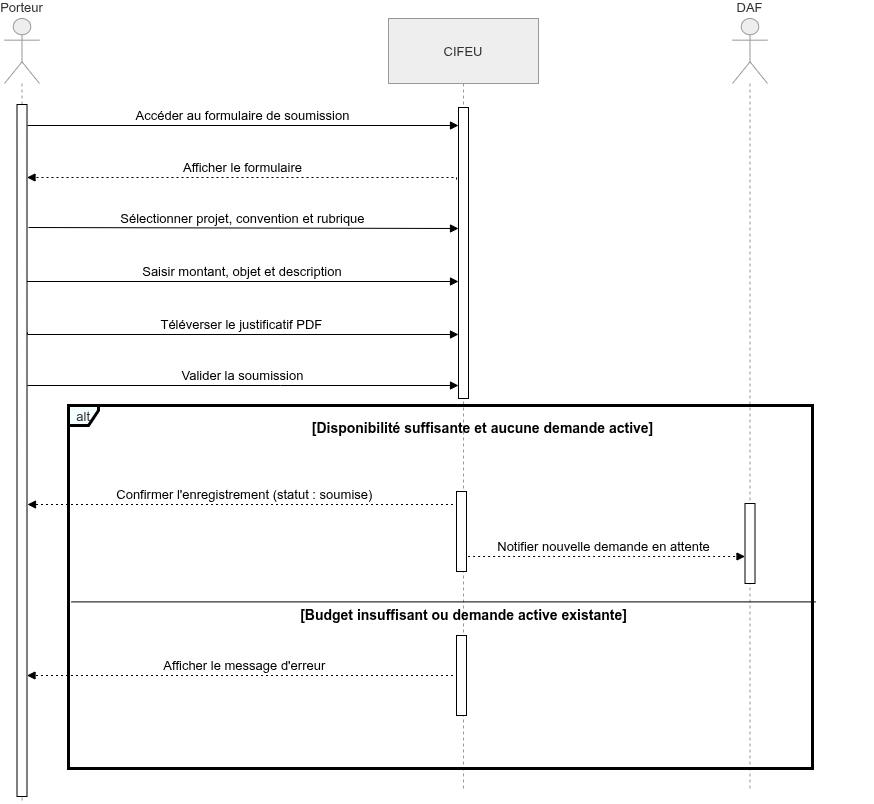 Porteur
DAF
CIFEU
Accéder au formulaire de soumission
Afficher le formulaire
Sélectionner projet, convention et rubrique
Saisir montant, objet et description
Téléverser le justificatif PDF
Valider la soumission
alt
[Disponibilité suffisante et aucune demande active]
Confirmer l'enregistrement (statut : soumise)
Notifier nouvelle demande en attente
[Budget insuffisant ou demande active existante]
Afficher le message d'erreur